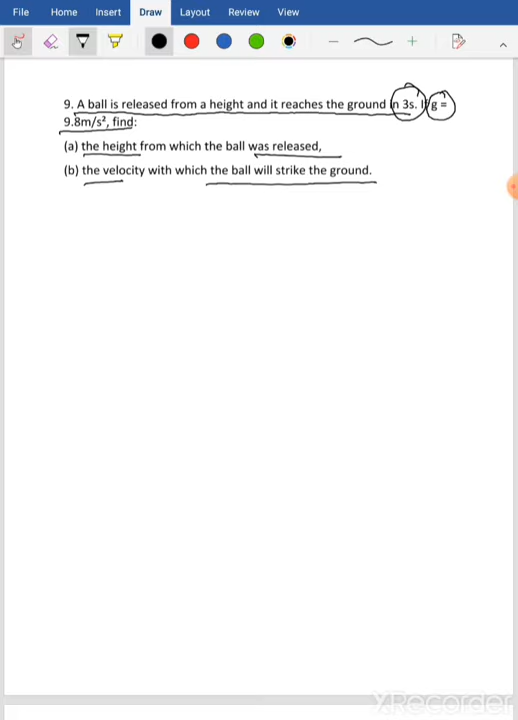 File Home Insert Draw Layout Review View
9. A ball is released from a height and it reaches the ground in 3s. If g =
9.8m/s², find:
(a) the height from which the ball was released,
(b) the velocity with which the ball will strike the ground.
XRecorder